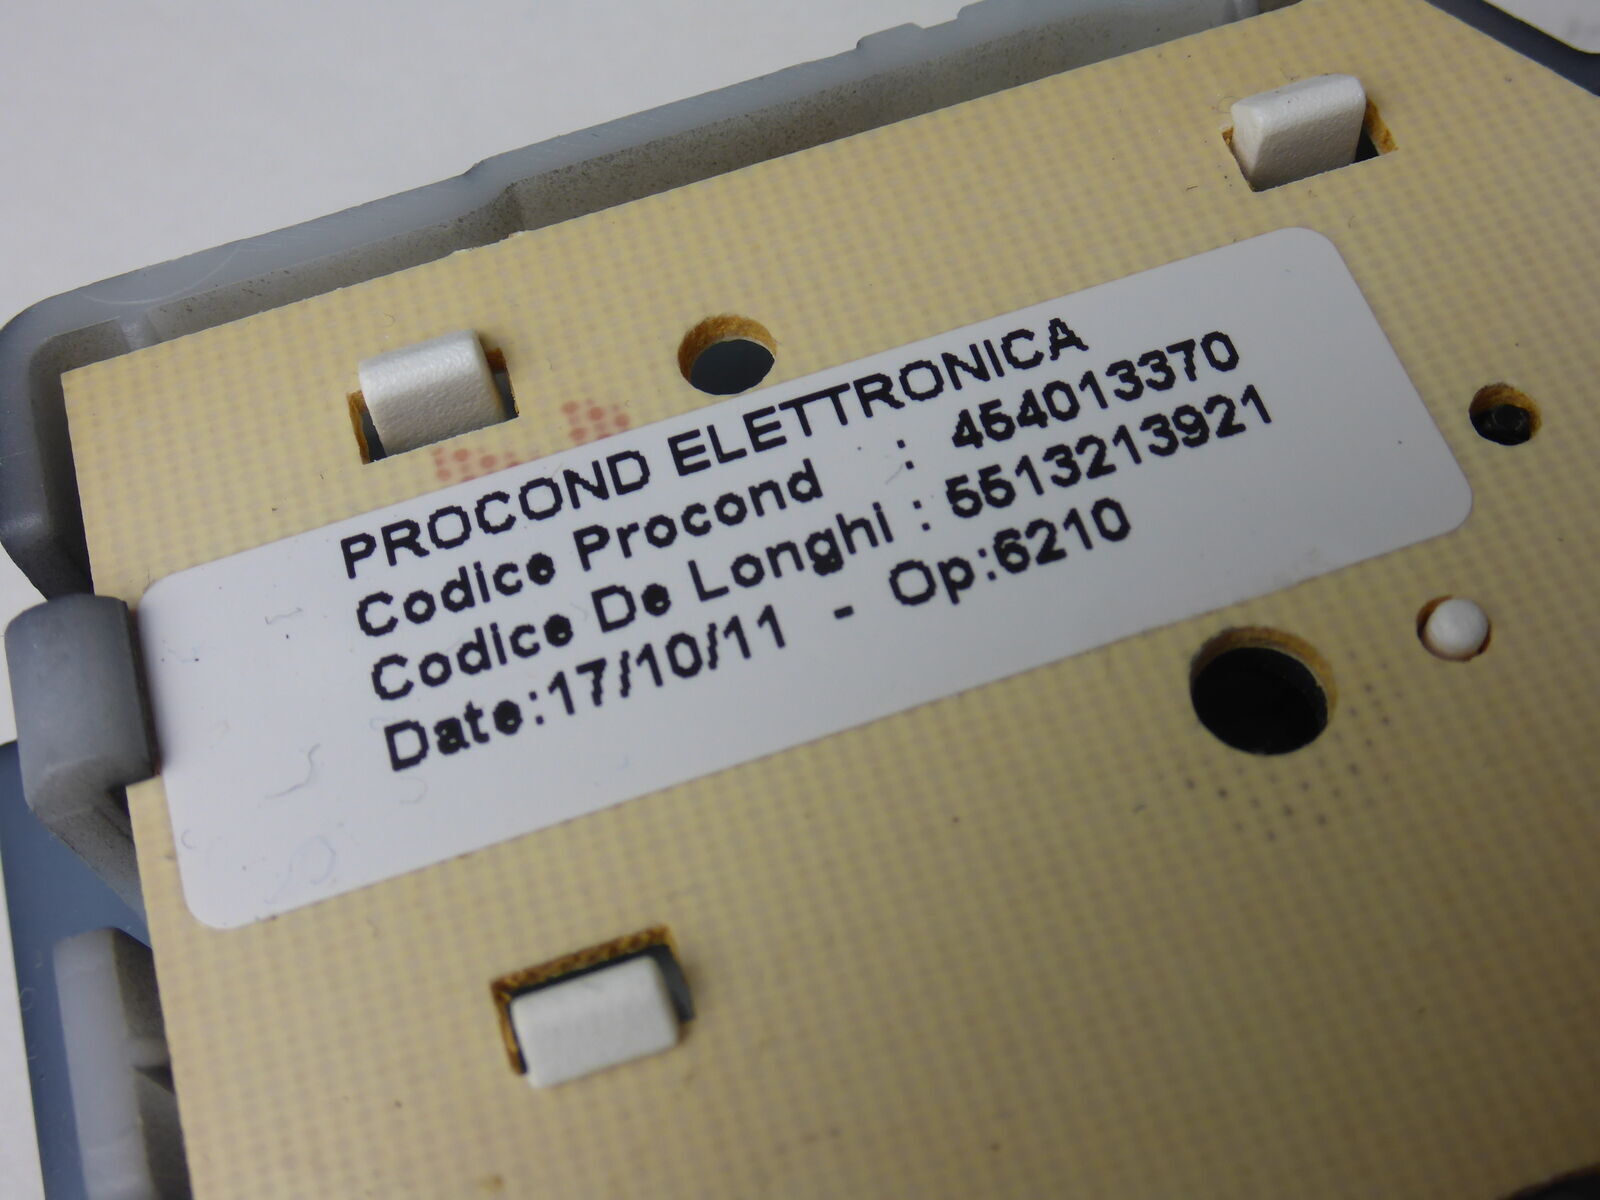 PROCOND ELETTRONICA
Codice Procond : 454013370
Codice De Longhi : 5513213921
Date:17/10/11 - Op:6210